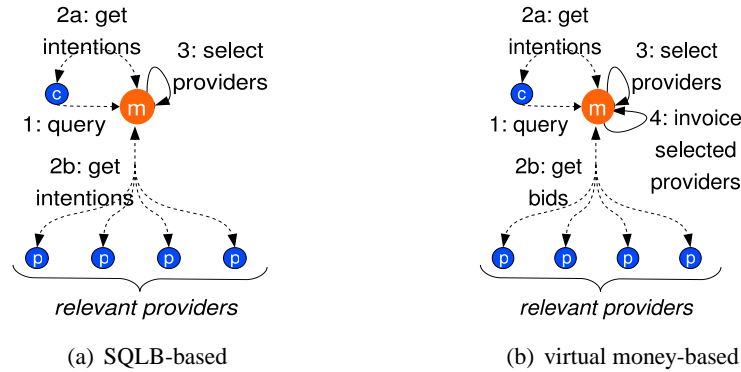 2a: get
intentions
3: select
providers
c
m
1: query
2b: get
intentions
p p p p
relevant providers
(a) SQLB-based
2a: get
intentions
3: select
providers
c
m
1: query
4: invoice
selected
providers
2b: get
bids
p p p p
relevant providers
(b) virtual money-based